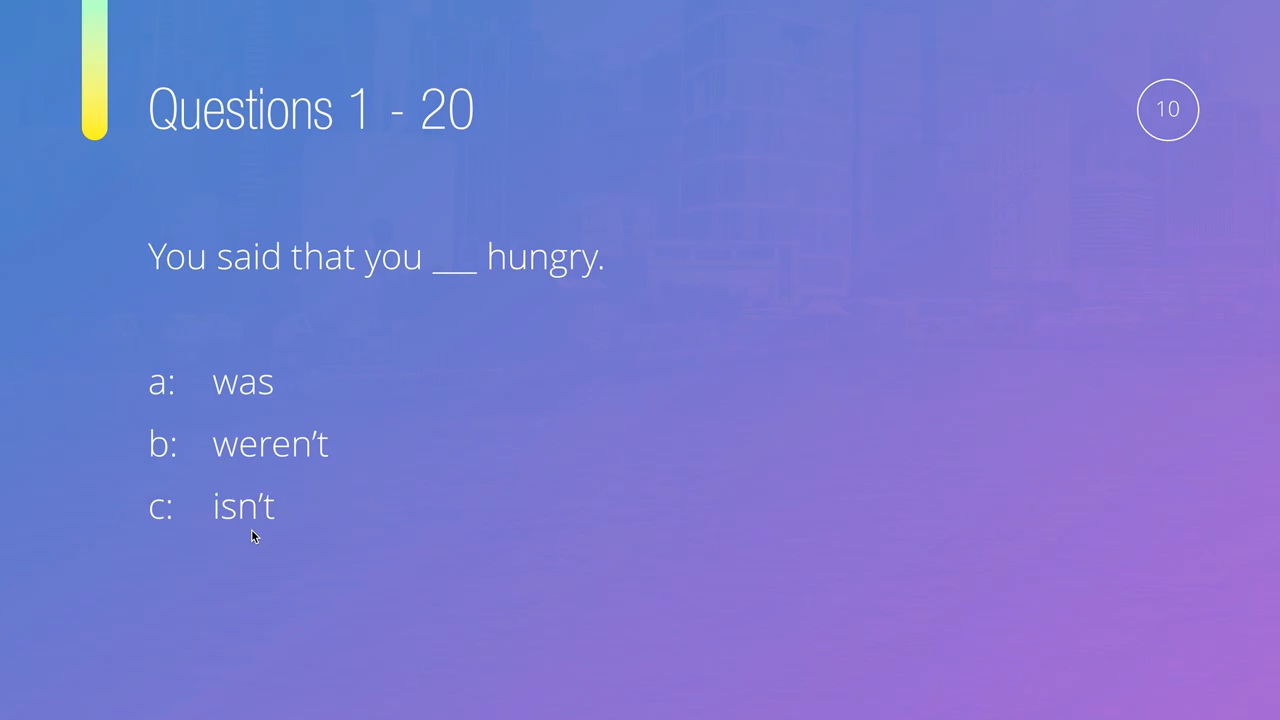 Questions 1 - 20
10
You said that you ___ hungry.
a: was
b: weren’t
c: isn’t